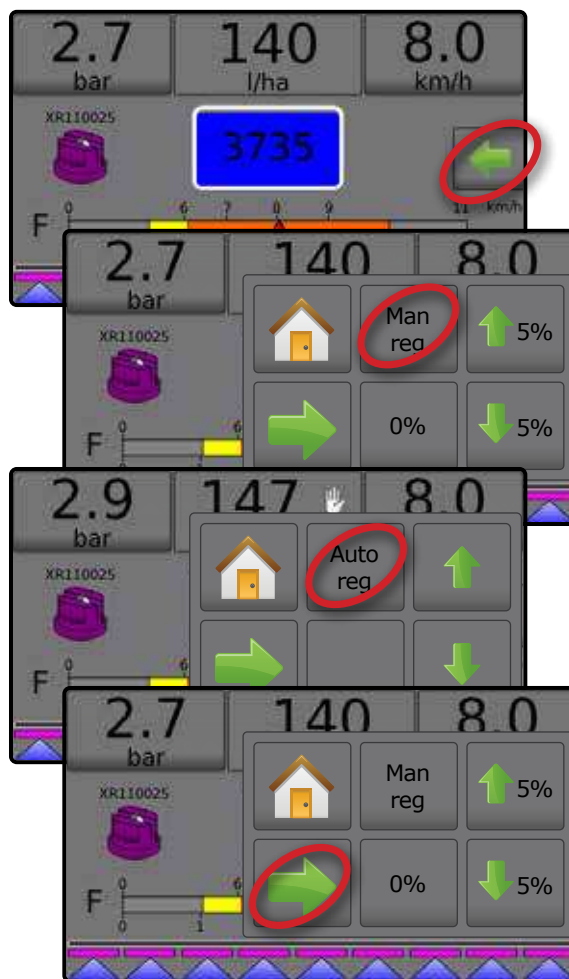 2.7 140 8.0
bar l/ha km/h
XR110025
3735
0 6 7 8 9 11 km/h
F
2.7 140 8.0
bar
Man reg
5%
XR110025
0%
5%
0 6
F
2.9 147 8.0
bar
Auto reg
XR110025
0 6
F
2.7 140 8.0
bar
Man reg
5%
XR110025
0%
5%
0 6
F
1